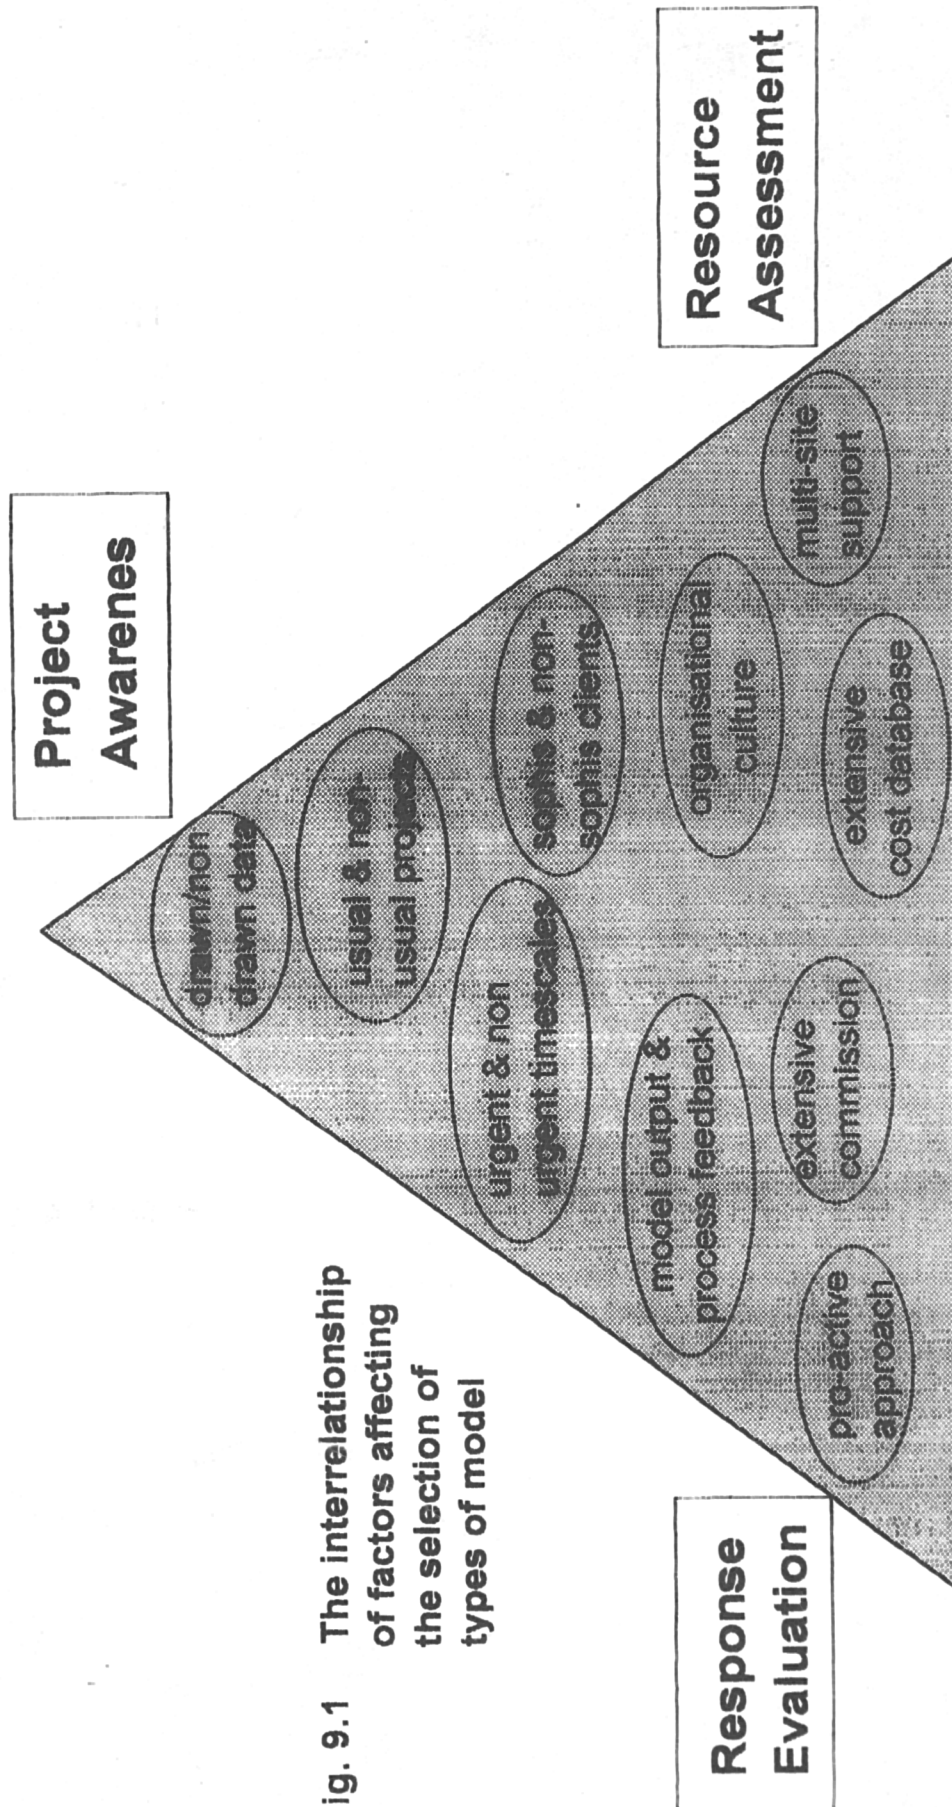 Project
Awarenes
drawn/non
drawn data
usual & non-
usual projects
urgent & non
urgent timescales
sophis & non-
sophis clients
ig. 9.1 The interrelationship
of factors affecting
the selection of
types of model
model output &
process feedback
organisational
culture
Response
Evaluation
pro-active
approach
extensive
commission
extensive
cost database
multi-site
support
Resource
Assessment